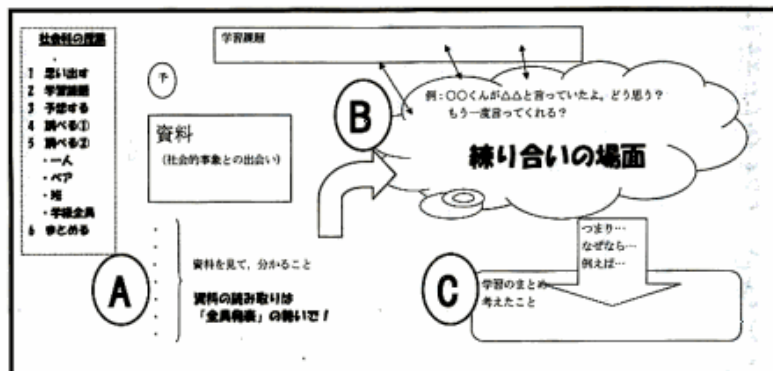 社会科の授業
1 思い出す
2 学習課題
3 予想する
4 調べる①
5 調べる②
・一人
・ペア
・班
・学級全員
6 まとめる
学習課題
予
資料
(社会的事象との出会い)
A
資料を見て,分かること
資料の読み取りは
「全員発表」の勢いで!
B
例:○○くんが△△と言っていたよ。どう思う?
もう一度言ってくれる?
練り合いの場面
つまり…
なぜなら…
例えば…
C
学習のまとめ
考えたこと